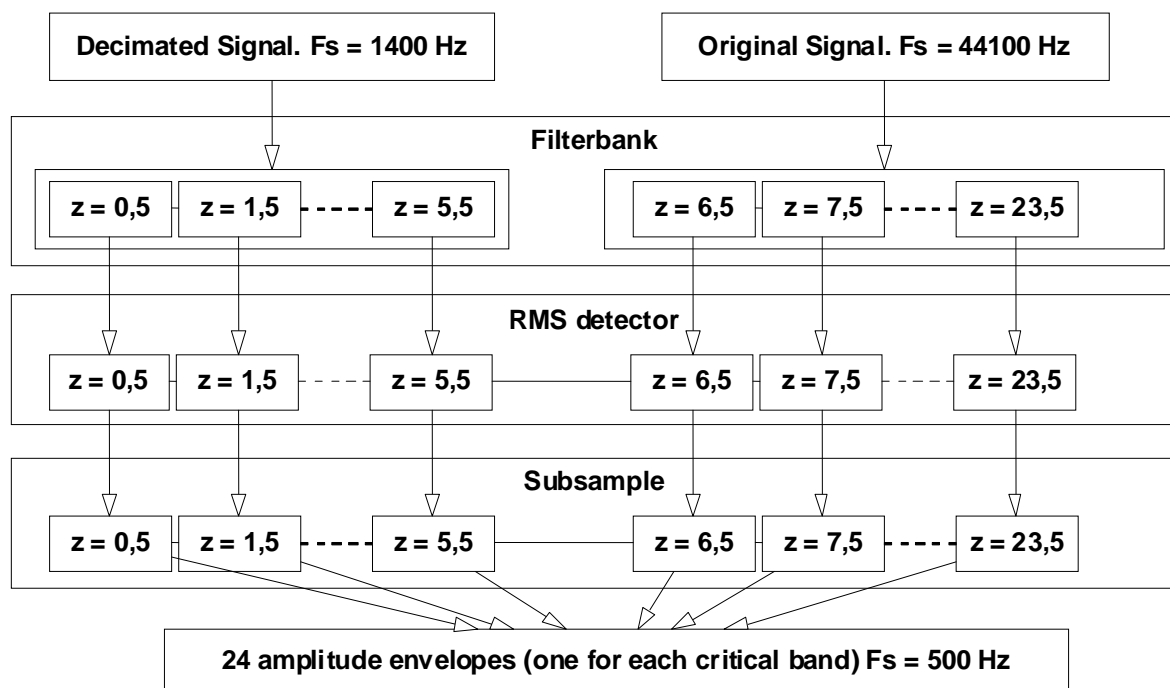 Decimated Signal. Fs = 1400 Hz
Original Signal. Fs = 44100 Hz
Filterbank
z = 0,5
z = 1,5
z = 5,5
z = 6,5
z = 7,5
z = 23,5
RMS detector
z = 0,5
z = 1,5
z = 5,5
z = 6,5
z = 7,5
z = 23,5
Subsample
z = 0,5
z = 1,5
z = 5,5
z = 6,5
z = 7,5
z = 23,5
24 amplitude envelopes (one for each critical band) Fs = 500 Hz